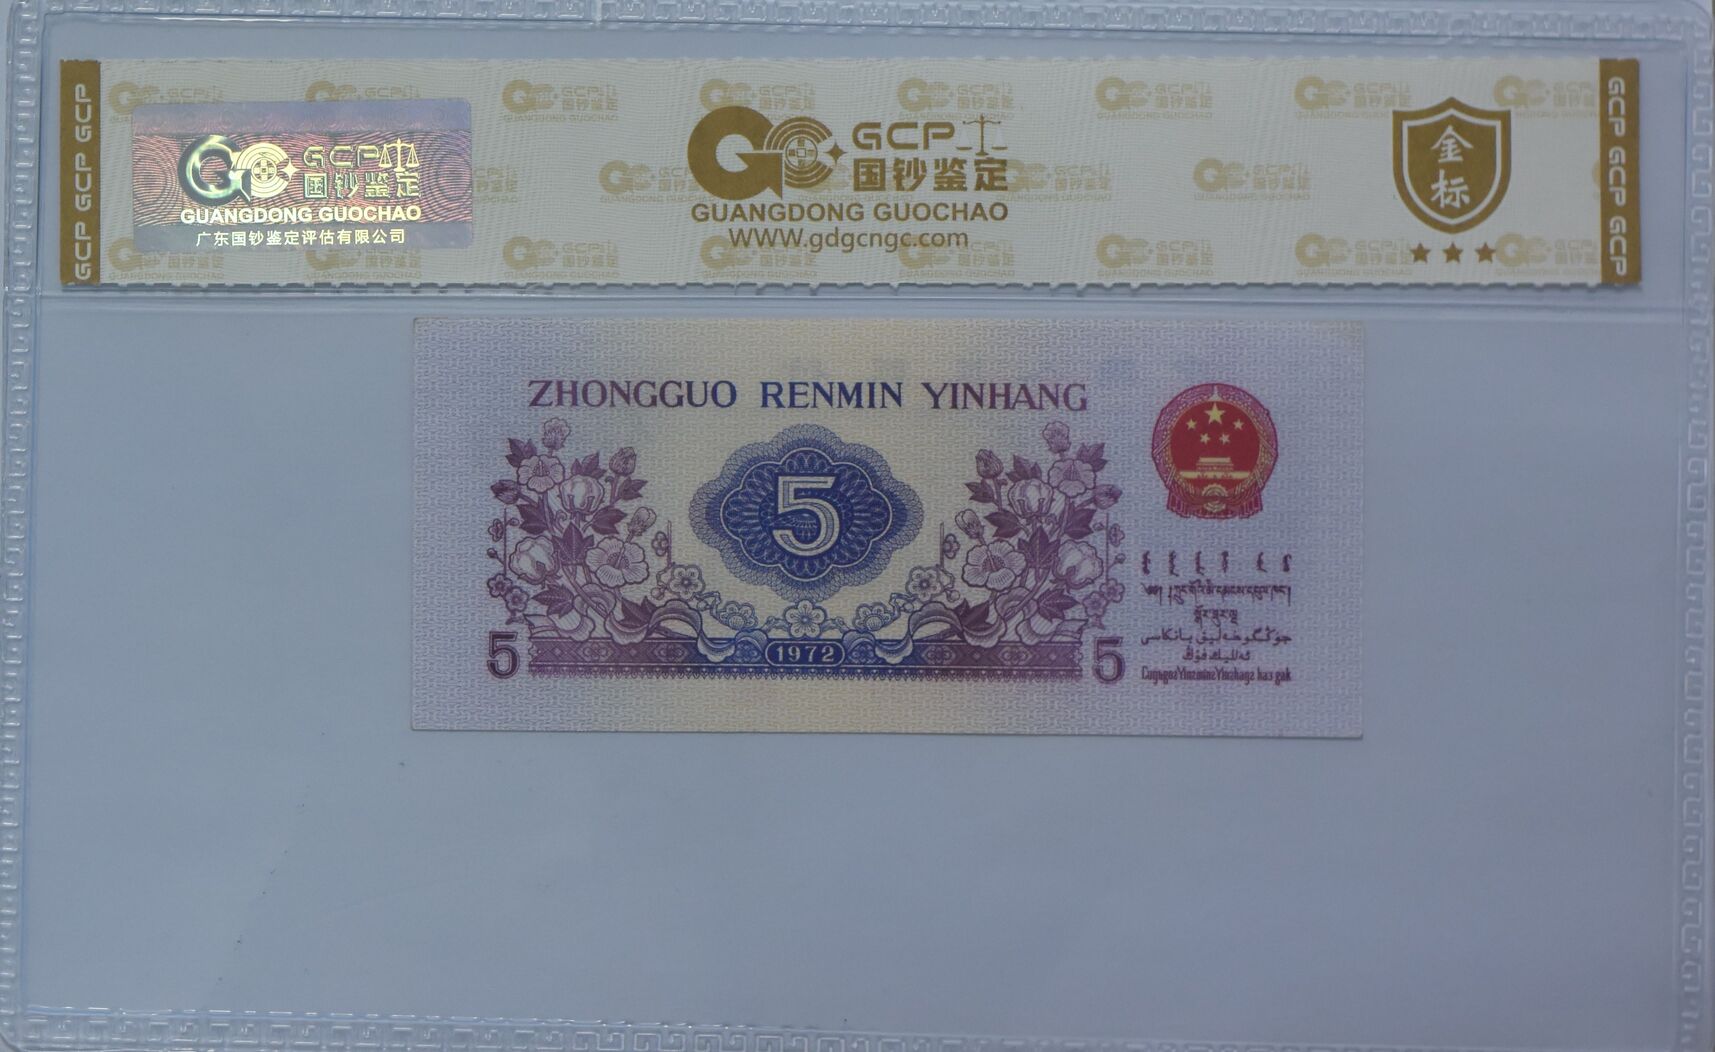 GCP GCP GCP
GCP 国钞鉴定
GUANGDONG GUOCHAO
广东国钞鉴定评估有限公司
GCP
国钞鉴定
GUANGDONG GUOCHAO
WWW.gdgcngc.com
金标
GCP GCP GCP
ZHONGGUO RENMIN YINHANG
5
5
1972
5